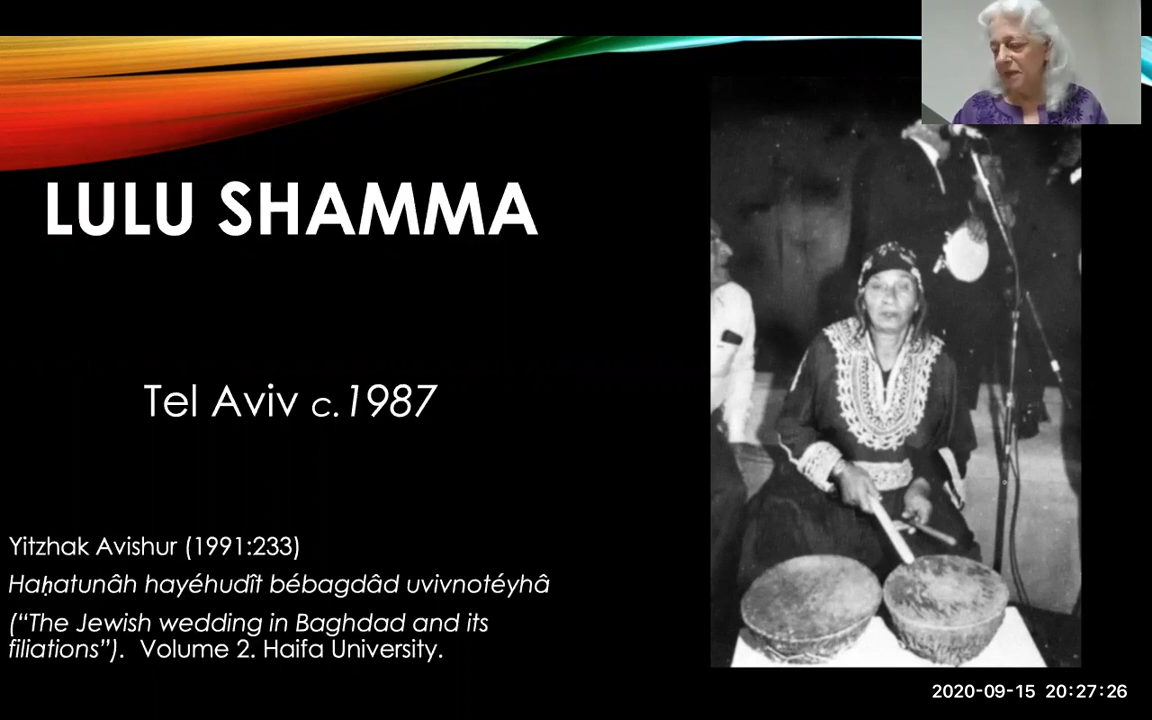 LULU SHAMMA
Tel Aviv c.1987
Yitzhak Avishur (1991:233)
Haḥatunâh hayéhudît bébagdâd uvivnotéyhâ
(“The Jewish wedding in Baghdad and its
filiations”).  Volume 2. Haifa University.
2020-09-15 20:27:26